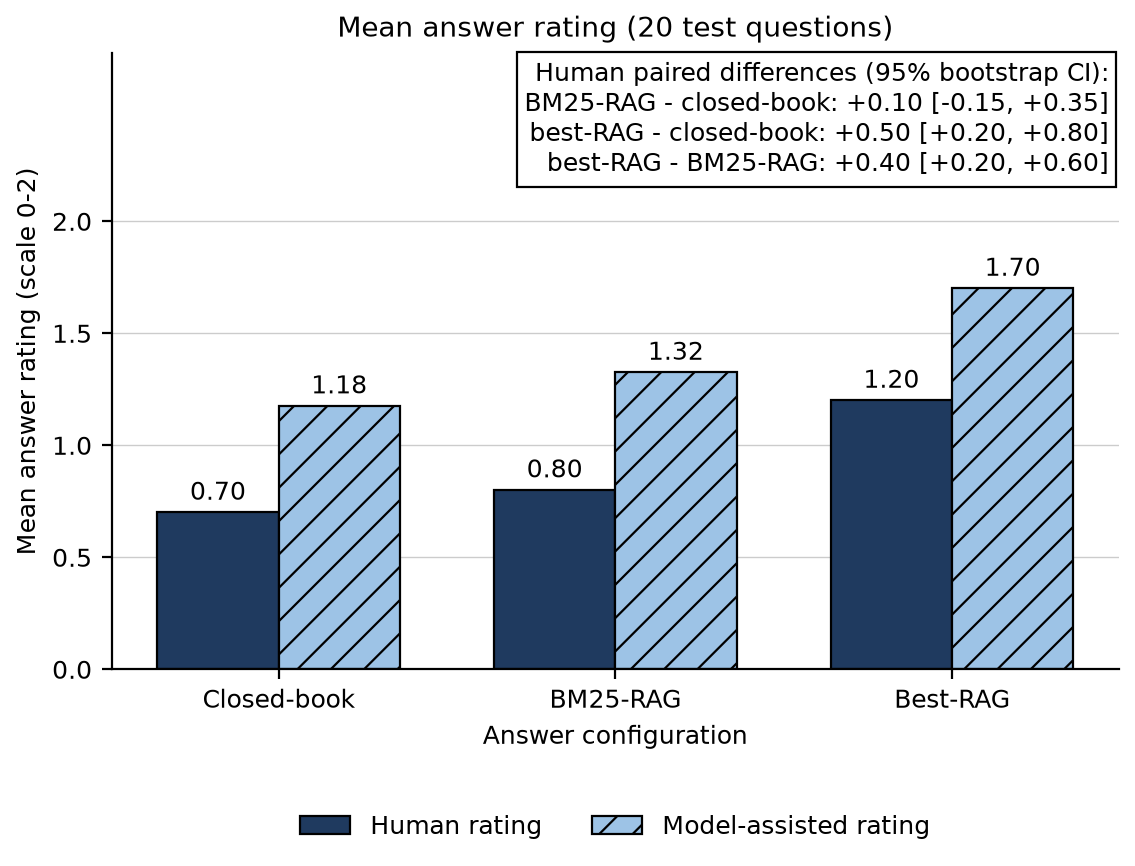 Mean answer rating (20 test questions)
Human paired differences (95% bootstrap CI):
BM25-RAG - closed-book: +0.10 [-0.15, +0.35]
best-RAG - closed-book: +0.50 [+0.20, +0.80]
best-RAG - BM25-RAG: +0.40 [+0.20, +0.60]
Mean answer rating (scale 0-2)
2.0
1.5
1.0
0.5
0.0
0.70
1.18
0.80
1.32
1.20
1.70
Closed-book
BM25-RAG
Best-RAG
Answer configuration
Human rating
Model-assisted rating